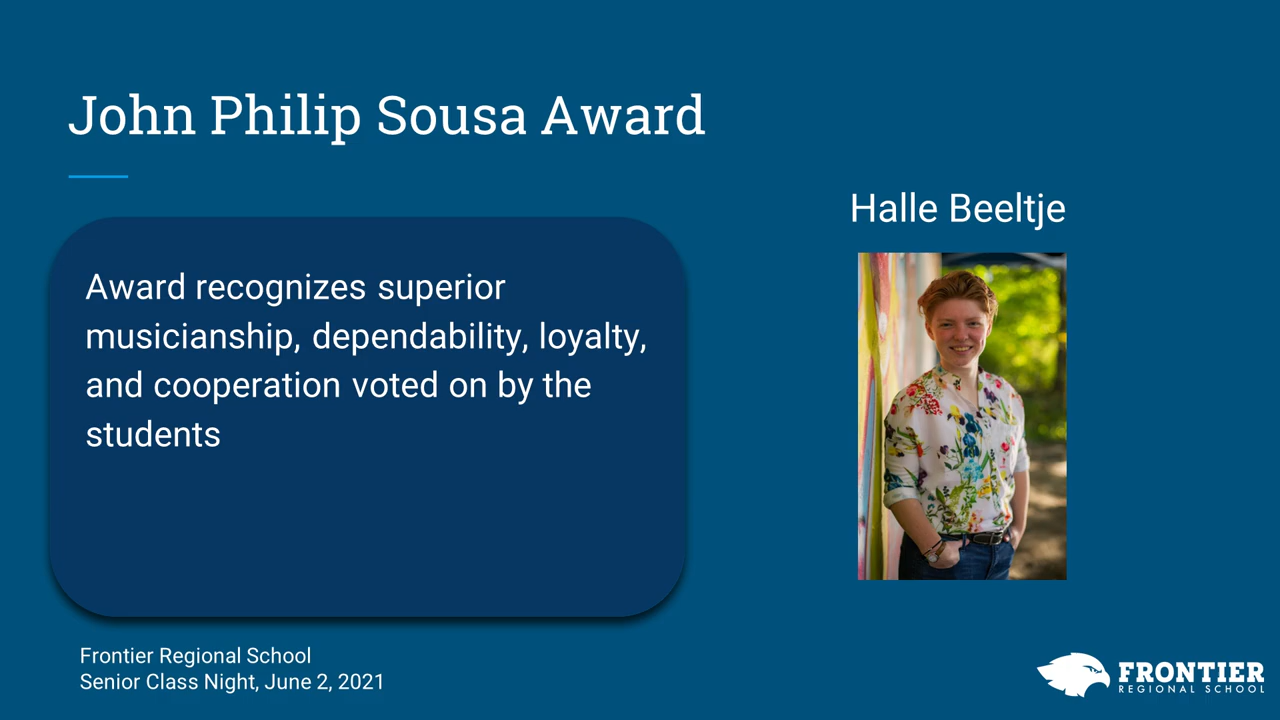 John Philip Sousa Award
Halle Beeltje
Award recognizes superior
musicianship, dependability, loyalty,
and cooperation voted on by the
students
Frontier Regional School
Senior Class Night, June 2, 2021
FRONTIER
REGIONAL SCHOOL